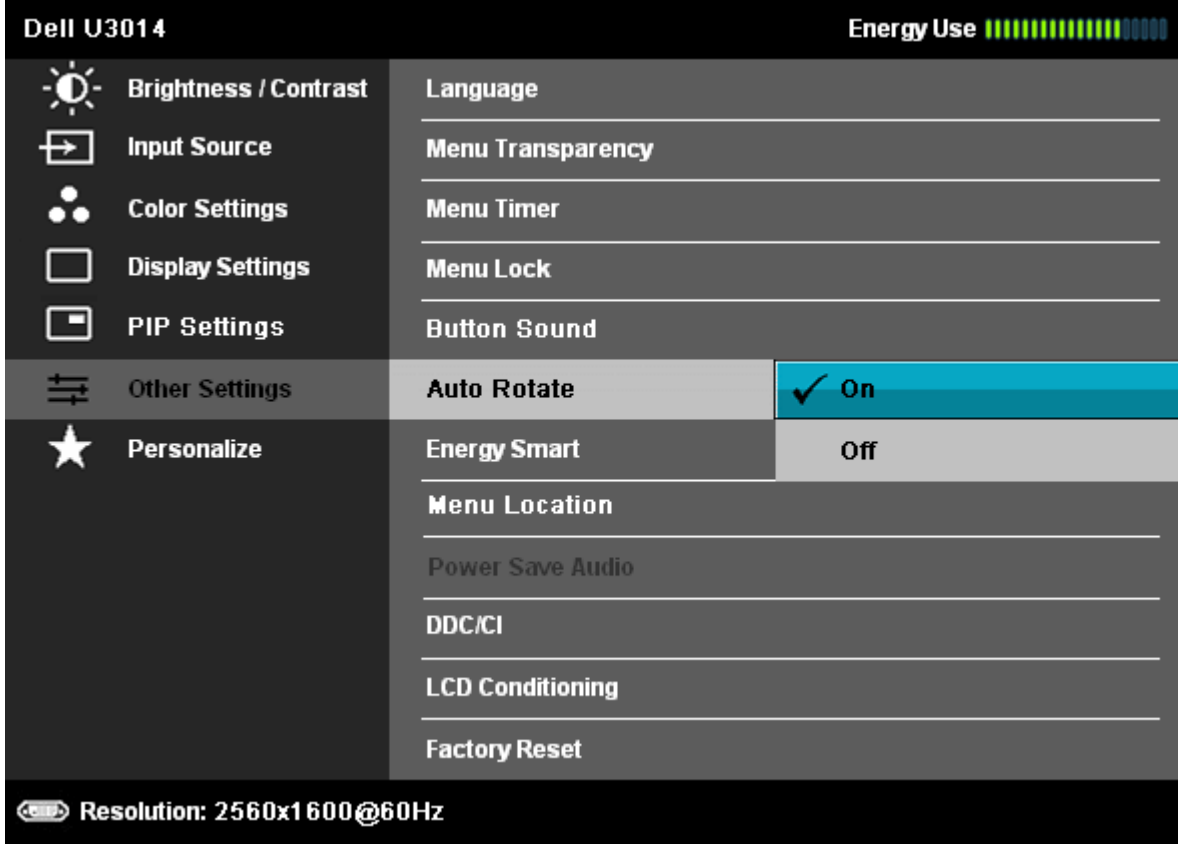 Dell U3014
Energy Use
Brightness / Contrast
Input Source
Color Settings
Display Settings
PIP Settings
Other Settings
Personalize
Language
Menu Transparency
Menu Timer
Menu Lock
Button Sound
Auto Rotate
On
Off
Energy Smart
Menu Location
Power Save Audio
DDC/CI
LCD Conditioning
Factory Reset
Resolution: 2560x1600@60Hz